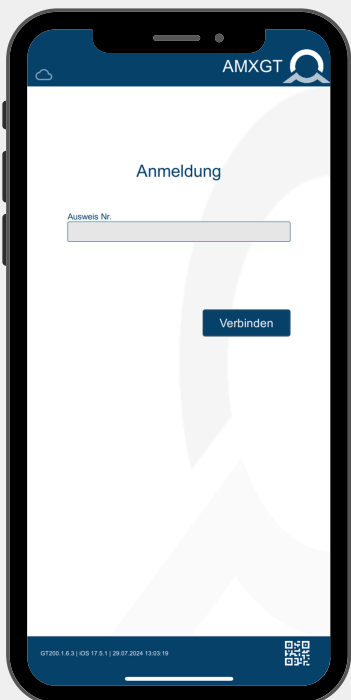 AMXGT
Anmeldung
Ausweis Nr.
Verbinden
GT200.1.6.3 | iOS 17.5.1 | 29.07.2024 13:03:19